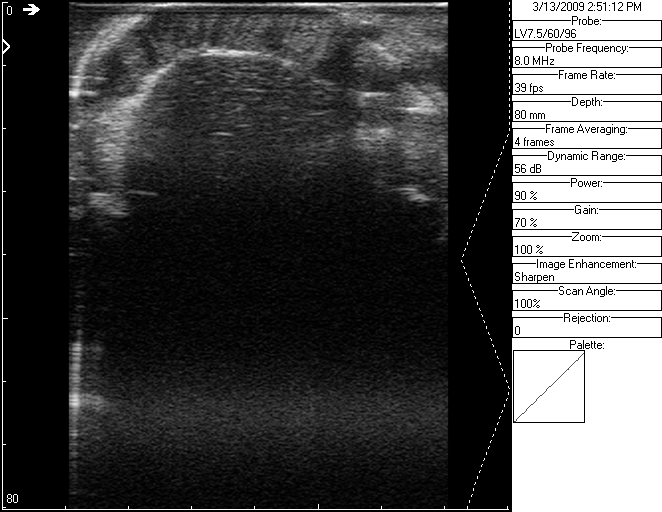 0
80
3/13/2009 2:51:12 PM
Probe:
LV7.5/60/96
Probe Frequency:
8.0 MHz
Frame Rate:
39 fps
Depth:
80 mm
Frame Averaging:
4 frames
Dynamic Range:
56 dB
Power:
90 %
Gain:
70 %
Zoom:
100 %
Image Enhancement:
Sharpen
Scan Angle:
100%
Rejection:
0
Palette: